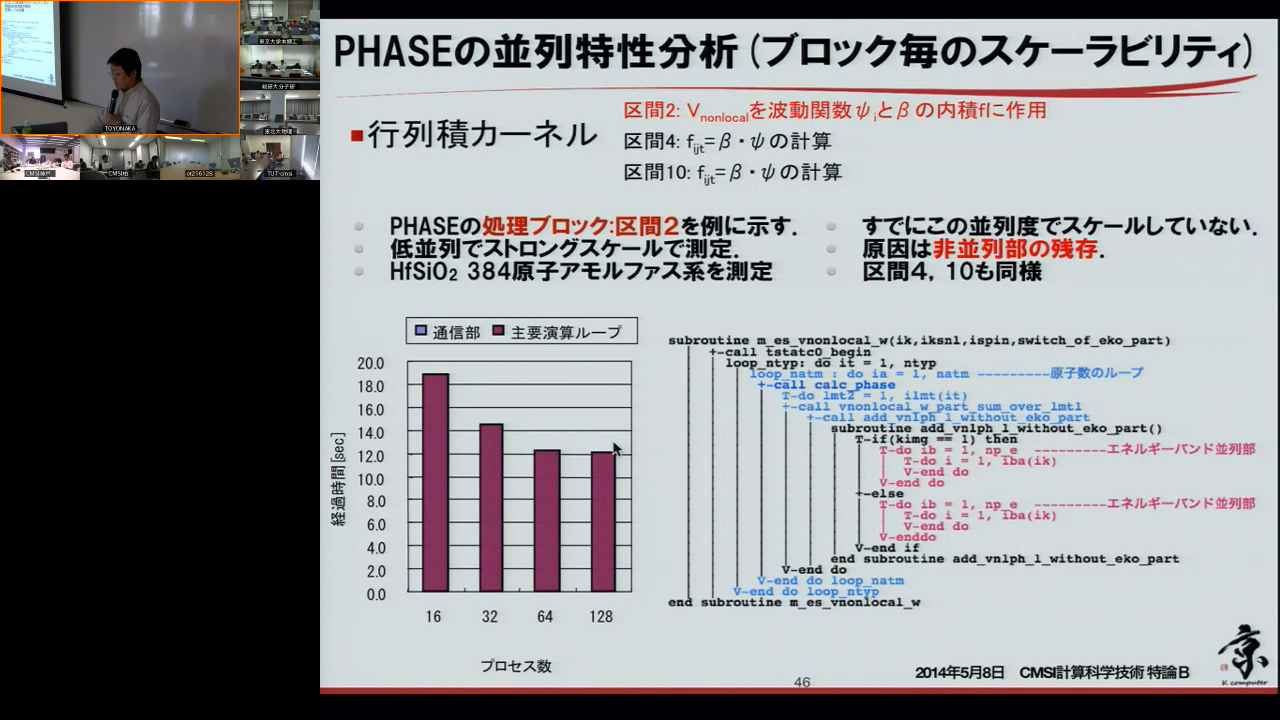 PHASEの並列特性分析(ブロック毎のスケーラビリティ)
■行列積カーネル
区間2: Vnonlocalを波動関数ψiとβの内積fに作用
区間4: fijt=β・ψの計算
区間10: fijt=β・ψの計算
PHASEの処理ブロック:区間2を例に示す.
低並列でストロングスケールで測定.
HfSiO2 384原子アモルファス系を測定
すでにこの並列度でスケールしていない.
原因は非並列部の残存.
区間4, 10も同様
通信部 主要演算ループ
経過時間[sec]
20.0
18.0
16.0
14.0
12.0
10.0
8.0
6.0
4.0
2.0
0.0
16 32 64 128
プロセス数
subroutine m_es_vnonlocal_w(ik,iksnl,ispin,switch_of_eko_part)
+-call tstatc0_begin
loop_ntyp: do it = 1, ntyp
loop_natm : do ia = 1, natm ---------原子数のループ
+-call calc_phase
T-do lmt2 = 1, ilmt(it)
+-call vnonlocal_w_part_sum_over_lmt1
+-call add_vnlph_l_without_eko_part
subroutine add_vnlph_l_without_eko_part()
T-if(kimg == 1) then
T-do ib = 1, np_e ---------エネルギーバンド並列部
T-do i = 1, iba(ik)
V-end do
V-end do
+-else
T-do ib = 1, np_e ---------エネルギーバンド並列部
T-do i = 1, iba(ik)
V-end do
V-enddo
V-end if
end subroutine add_vnlph_l_without_eko_part
V-end do
V-end do loop_natm
V-end do loop_ntyp
end subroutine m_es_vnonlocal_w
2014年5月8日 CMSI計算科学技術 特論B
46
京
K computer
TOYONAKA
東京大学本郷工
総研大分子研
東北大物理
CMSI神戸
CMSI柏
ot216128
TUT-cmsi